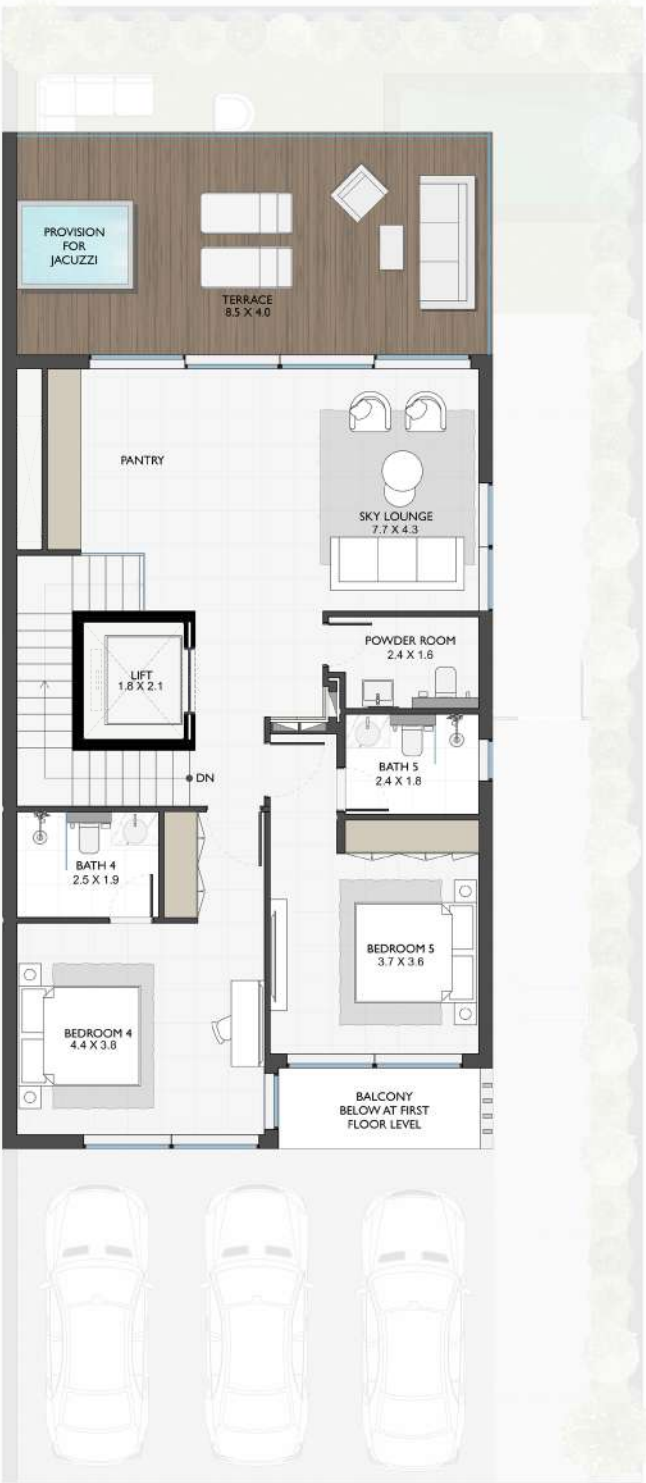 PROVISION
FOR
JACUZZI
TERRACE
8.5 X 4.0
PANTRY
SKY LOUNGE
7.7 X 4.3
POWDER ROOM
2.4 X 1.6
LIFT
1.8 X 2.1
BATH 5
2.4 X 1.8
DN
BATH 4
2.5 X 1.9
BEDROOM 5
3.7 X 3.6
BEDROOM 4
4.4 X 3.8
BALCONY
BELOW AT FIRST
FLOOR LEVEL